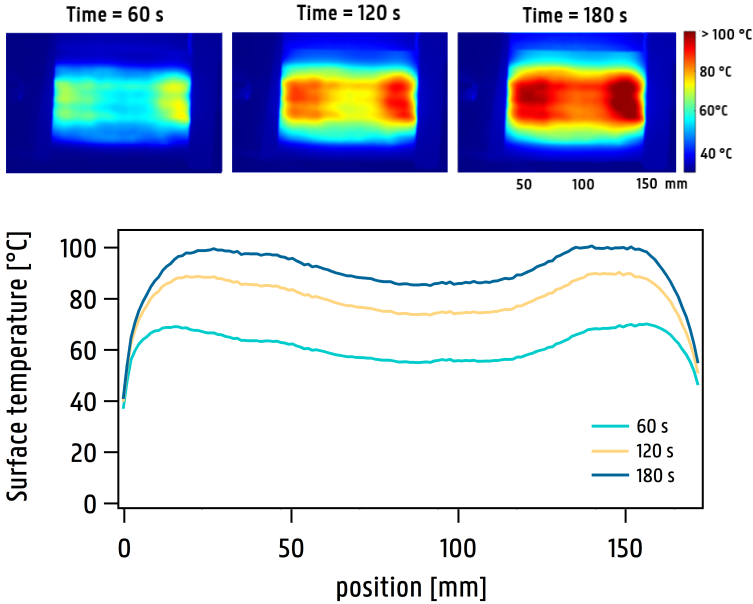 Time = 60 s
Time = 120 s
Time = 180 s
> 100 °C
80 °C
60°C
40 °C
50 100 150 mm
Surface temperature [°C]
100
80
60
40
20
0
60 s
120 s
180 s
0 50 100 150
position [mm]